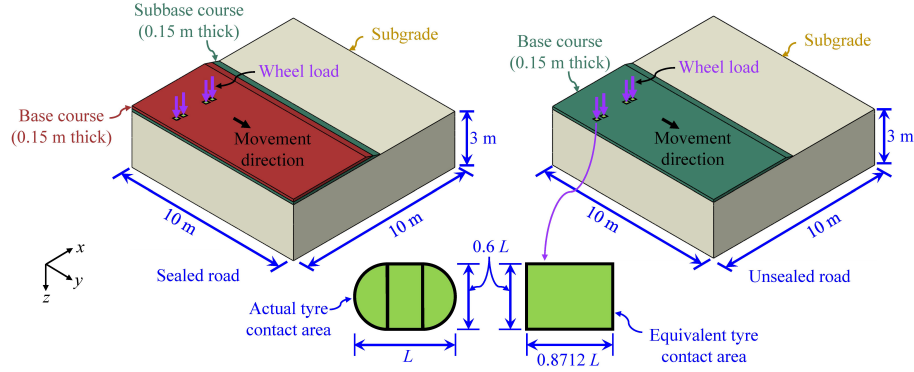 Subbase course
(0.15 m thick)
Subgrade
Wheel load
Base course
(0.15 m thick)
Movement
direction
3 m
10 m
10 m
Sealed road
Base course
(0.15 m thick)
Subgrade
Wheel load
Movement
direction
3 m
10 m
10 m
Unsealed road
x
y
z
Actual tyre
contact area
L
0.6 L
0.8712 L
Equivalent tyre
contact area